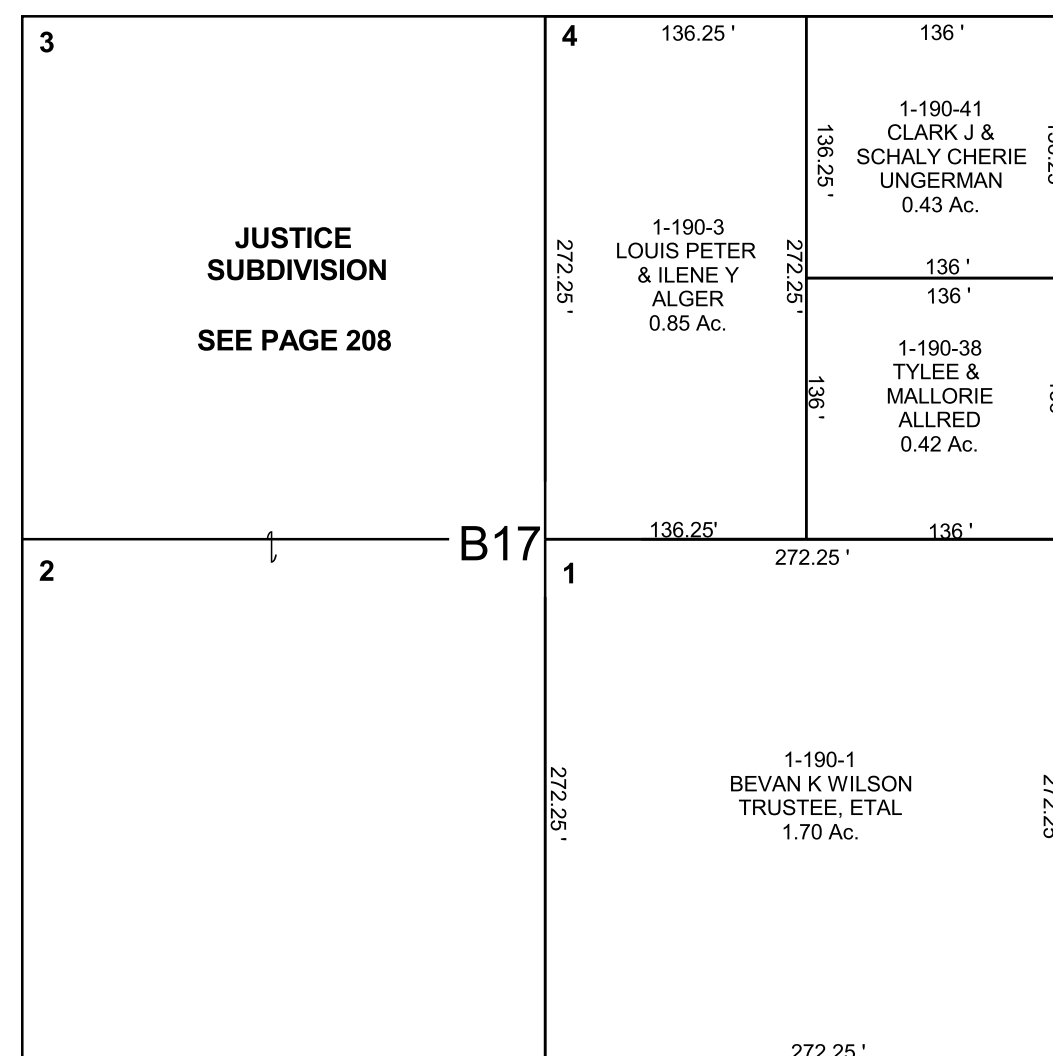 3
JUSTICE
SUBDIVISION
SEE PAGE 208
4
136.25 '
272.25 '
1-190-3
LOUIS PETER
& ILENE Y
ALGER
0.85 Ac.
272.25 '
136.25'
136 '
136.25 '
1-190-41
CLARK J &
SCHALY CHERIE
UNGERMAN
0.43 Ac.
136 '
136 '
136 '
1-190-38
TYLEE &
MALLORIE
ALLRED
0.42 Ac.
136 '
B17
2
1
272.25 '
272.25 '
1-190-1
BEVAN K WILSON
TRUSTEE, ETAL
1.70 Ac.
272.25
272.25 '